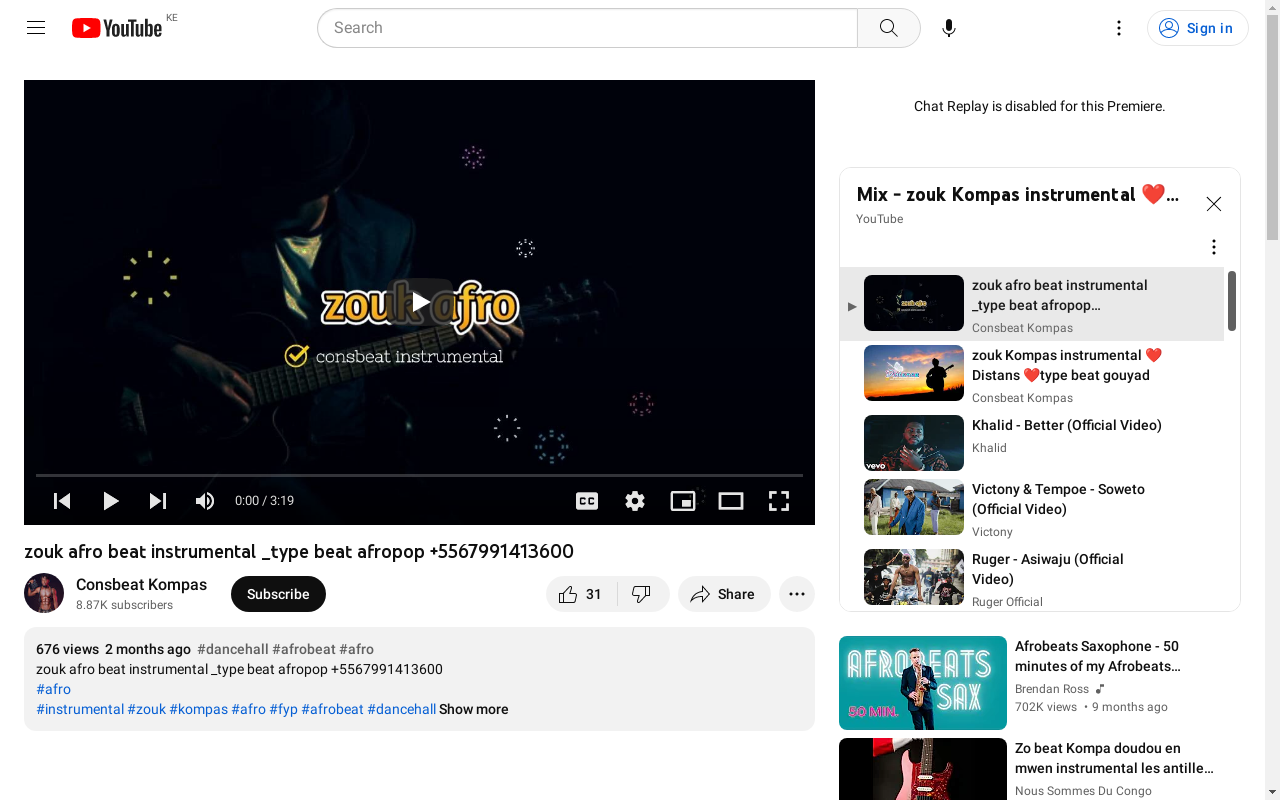 YouTube KE
Search
Sign in
zouk afro
consbeat instrumental
0:00 / 3:19
CC
zouk afro beat instrumental _type beat afropop +5567991413600
Consbeat Kompas
8.87K subscribers
Subscribe
31
Share
676 views 2 months ago #dancehall #afrobeat #afro
zouk afro beat instrumental _type beat afropop +5567991413600
#afro
#instrumental #zouk #kompas #afro #fyp #afrobeat #dancehall Show more
Chat Replay is disabled for this Premiere.
Mix - zouk Kompas instrumental ❤️...
YouTube
zouk afro beat instrumental
_type beat afropop...
Consbeat Kompas
zouk Kompas instrumental ❤️
Distans ❤️type beat gouyad
Consbeat Kompas
vevo
Khalid - Better (Official Video)
Khalid
Victony & Tempoe - Soweto
(Official Video)
Victony
Ruger - Asiwaju (Official
Video)
Ruger Official
AFROBEATS
SAX
50 MIN.
Afrobeats Saxophone - 50
minutes of my Afrobeats...
Brendan Ross
702K views • 9 months ago
Zo beat Kompa doudou en
mwen instrumental les antille...
Nous Sommes Du Congo